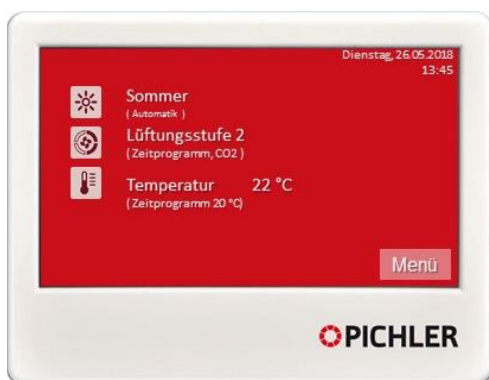 Dienstag, 26.05.2018
13:45
Sommer
( Automatik )
Lüftungsstufe 2
( Zeitprogramm, CO2 )
Temperatur 22 °C
( Zeitprogramm 20 °C)
Menü
PICHLER